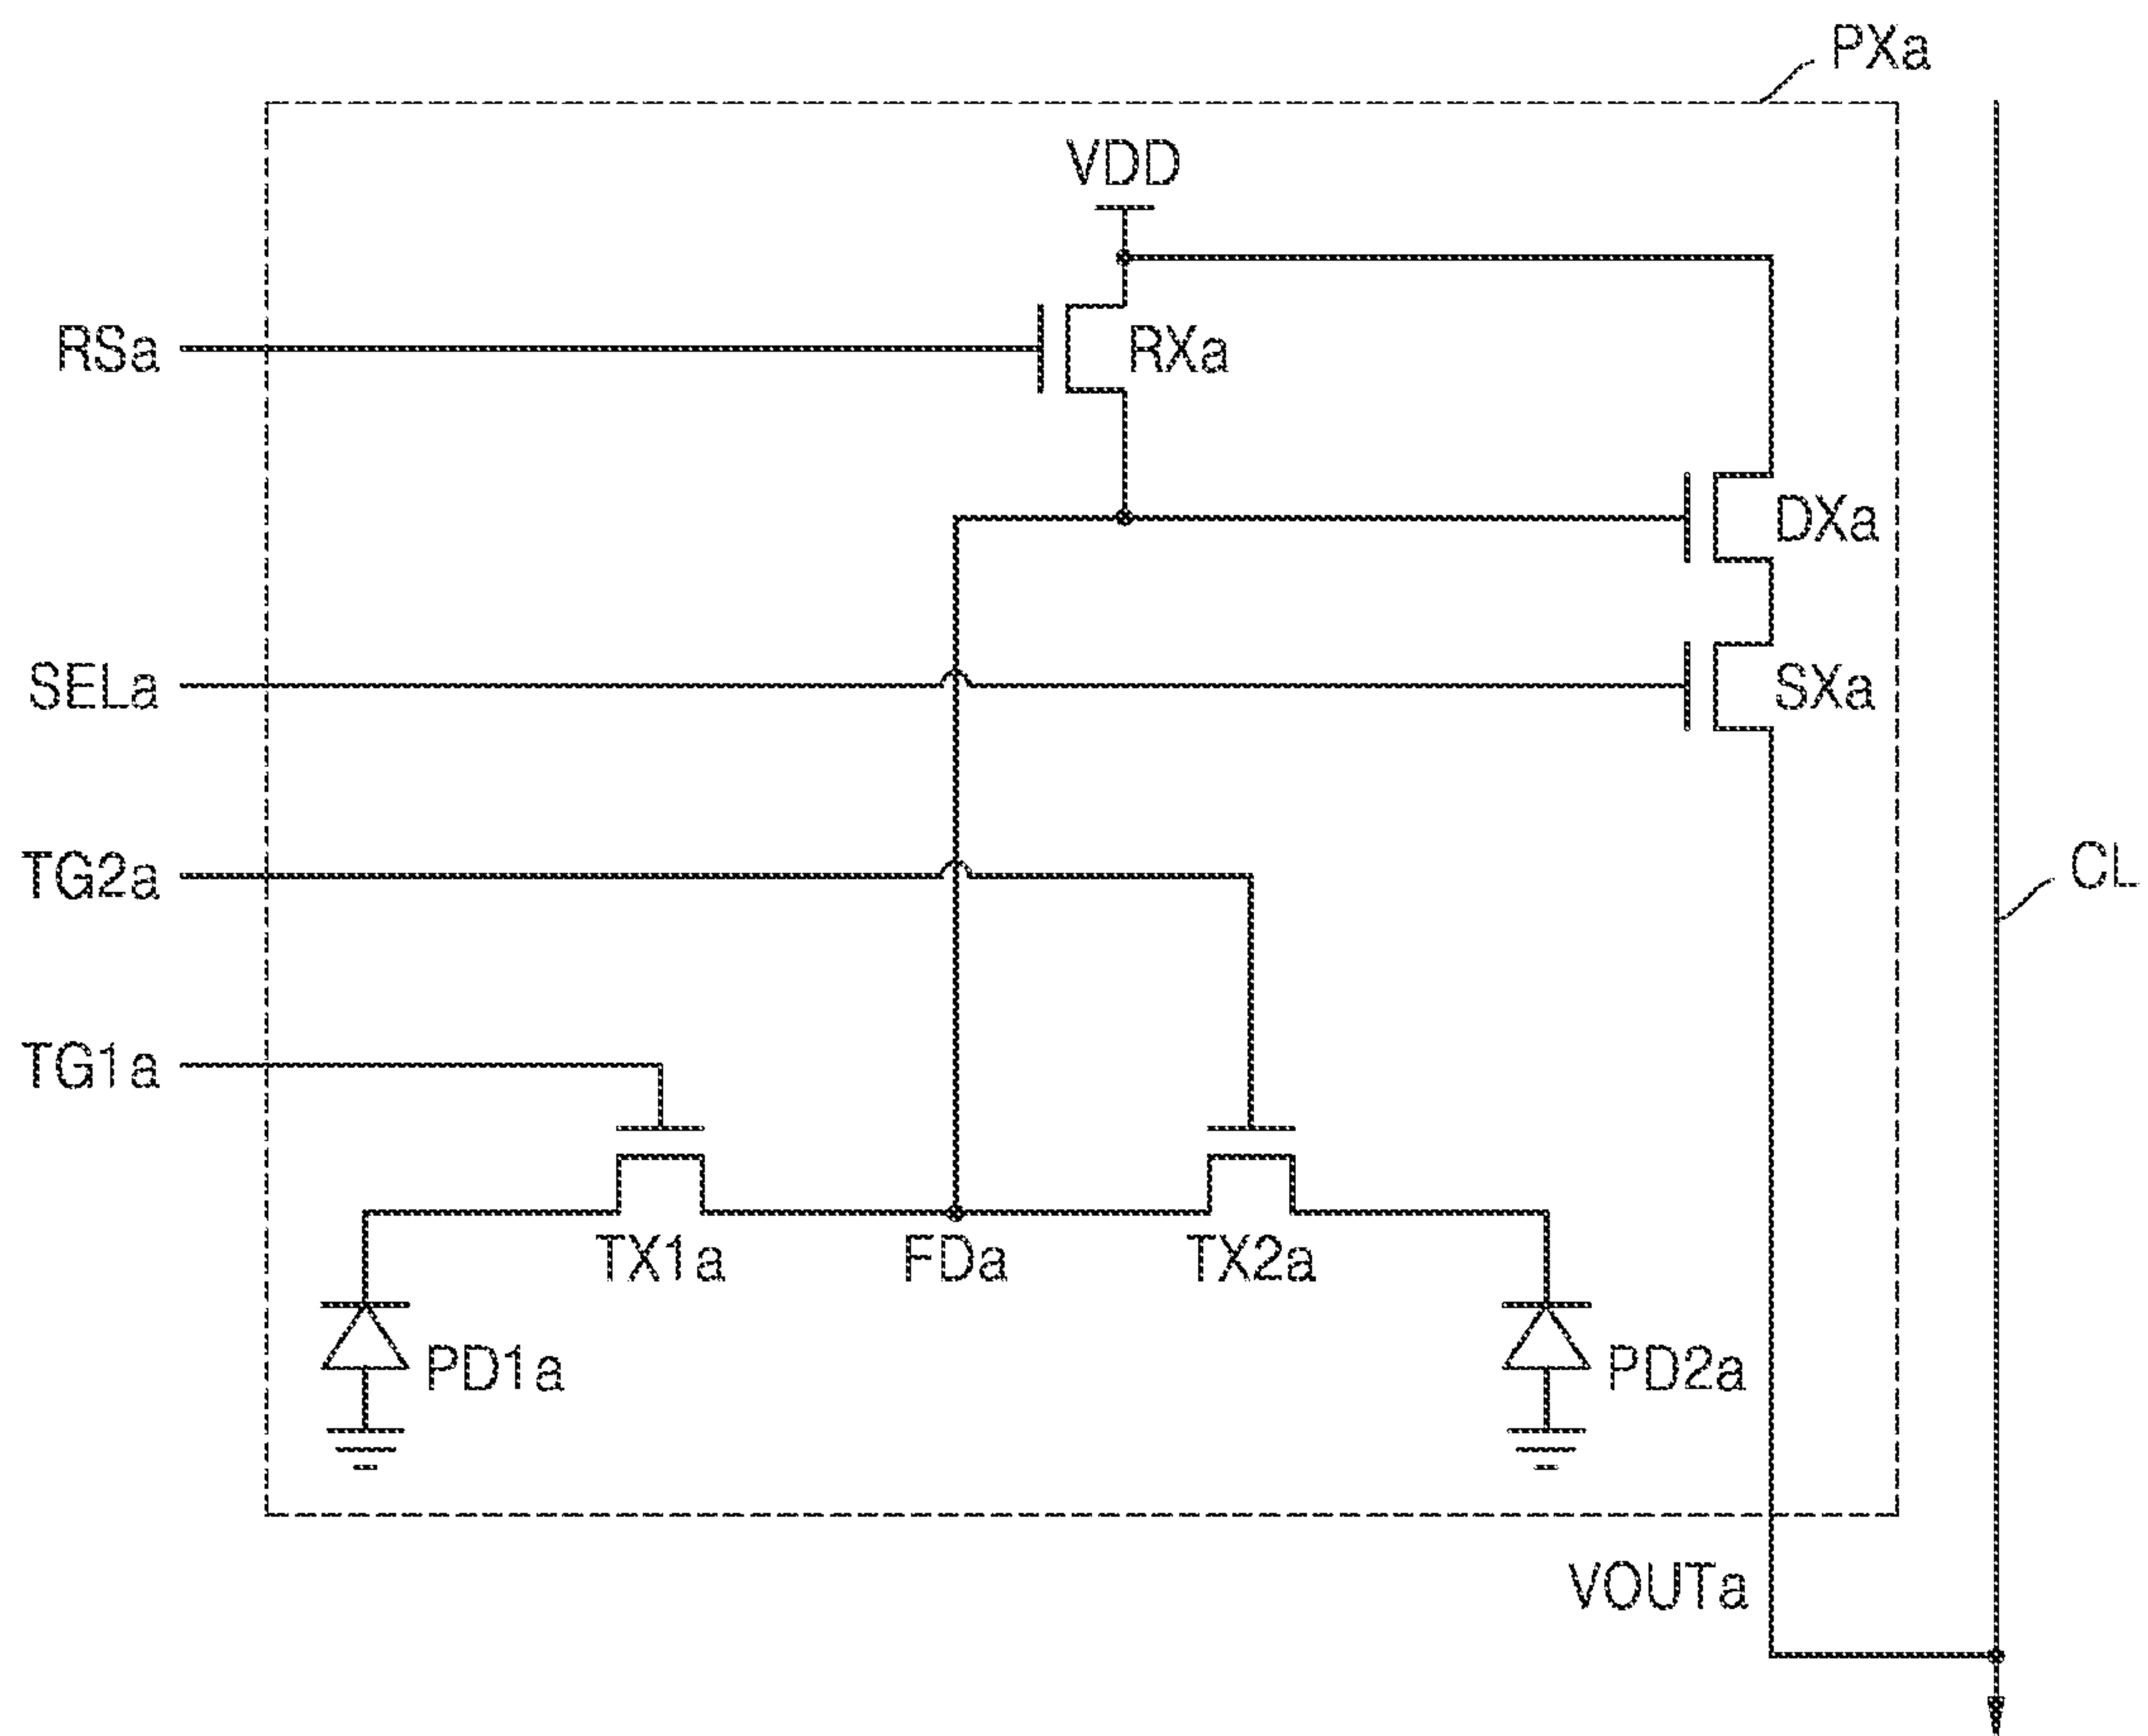 PXa
VDD
RSa
RXa
DXa
SELa
SXa
TG2a
CL
TG1a
TX1a
FDa
TX2a
PD1a
PD2a
VOUTa